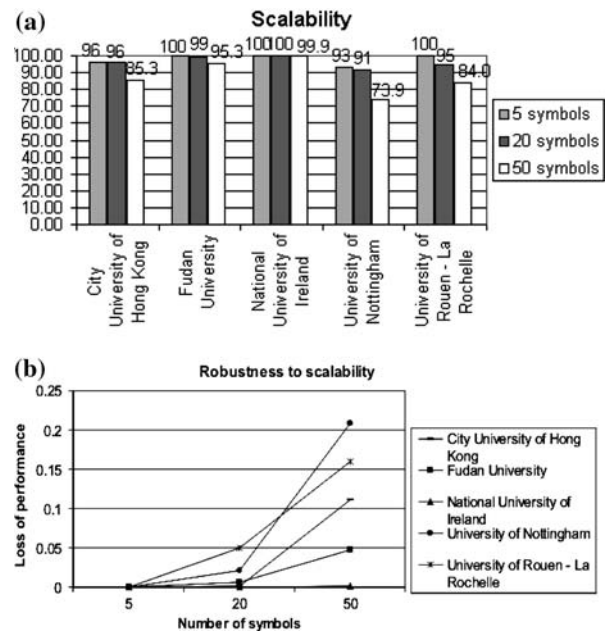 (a)
Scalability
96 96 85.3 100 99 95.3 100 100 99.9 93 91 73.9 100 95 84.0
100.00
90.00
80.00
70.00
60.00
50.00
40.00
30.00
20.00
10.00
0.00
5 symbols
20 symbols
50 symbols
City
University of
Hong Kong
Fudan
University
National
University of
Ireland
University of
Nottingham
University of
Rouen - La
Rochelle
(b)
Robustness to scalability
Loss of performance
0.25
0.2
0.15
0.1
0.05
0
5 20 50
Number of symbols
City University of Hong
Kong
Fudan University
National University of
Ireland
University of Nottingham
University of Rouen - La
Rochelle